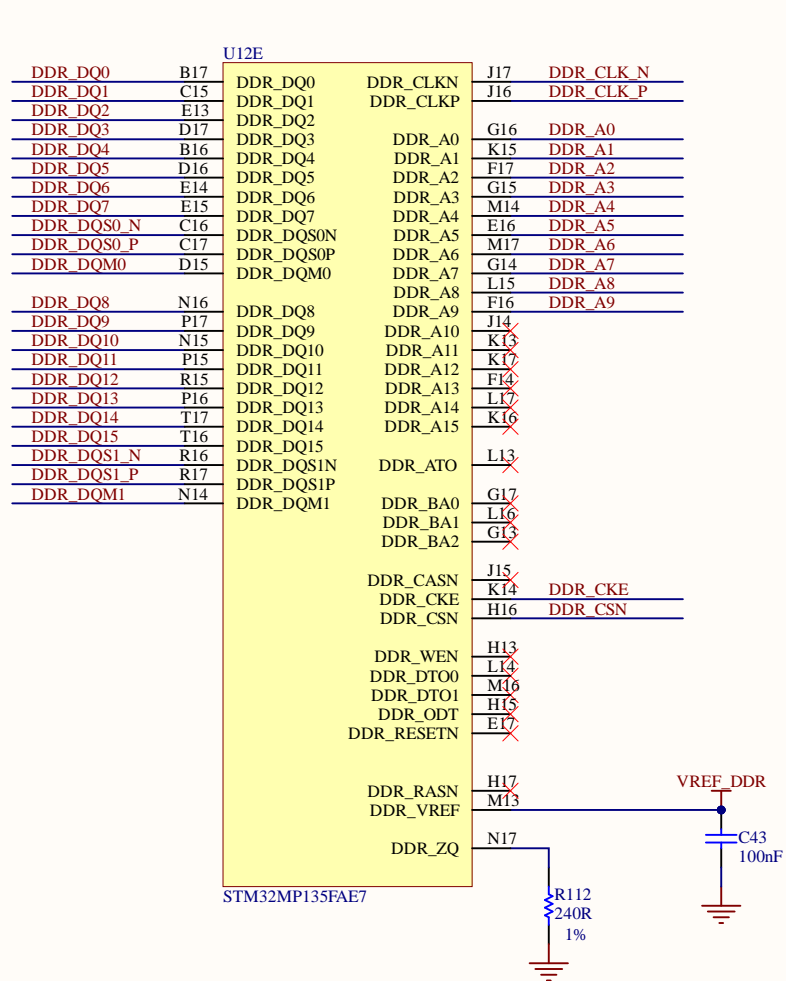 U12E
DDR_DQ0 B17 DDR_DQ0 DDR_CLKN J17 DDR_CLK_N
DDR_DQ1 C15 DDR_DQ1 DDR_CLKP J16 DDR_CLK_P
DDR_DQ2 E13 DDR_DQ2
DDR_DQ3 D17 DDR_DQ3 DDR_A0 G16 DDR_A0
DDR_DQ4 B16 DDR_DQ4 DDR_A1 K15 DDR_A1
DDR_DQ5 D16 DDR_DQ5 DDR_A2 F17 DDR_A2
DDR_DQ6 E14 DDR_DQ6 DDR_A3 G15 DDR_A3
DDR_DQ7 E15 DDR_DQ7 DDR_A4 M14 DDR_A4
DDR_DQS0_N C16 DDR_DQS0N DDR_A5 E16 DDR_A5
DDR_DQS0_P C17 DDR_DQS0P DDR_A6 M17 DDR_A6
DDR_DQM0 D15 DDR_DQM0 DDR_A7 G14 DDR_A7
DDR_A8 L15 DDR_A8
DDR_DQ8 N16 DDR_DQ8 DDR_A9 F16 DDR_A9
DDR_DQ9 P17 DDR_DQ9 DDR_A10 J14
DDR_DQ10 N15 DDR_DQ10 DDR_A11 K13
DDR_DQ11 P15 DDR_DQ11 DDR_A12 K17
DDR_DQ12 R15 DDR_DQ12 DDR_A13 F14
DDR_DQ13 P16 DDR_DQ13 DDR_A14 L17
DDR_DQ14 T17 DDR_DQ14 DDR_A15 K16
DDR_DQ15 T16 DDR_DQ15
DDR_DQS1_N R16 DDR_DQS1N DDR_ATO L13
DDR_DQS1_P R17 DDR_DQS1P
DDR_DQM1 N14 DDR_DQM1 DDR_BA0 G17
DDR_BA1 L16
DDR_BA2 G13
DDR_CASN J15
DDR_CKE K14 DDR_CKE
DDR_CSN H16 DDR_CSN
DDR_WEN H13
DDR_DTO0 L14
DDR_DTO1 M16
DDR_ODT H15
DDR_RESETN E17
DDR_RASN H17 VREF_DDR
DDR_VREF M13
DDR_ZQ N17 C43
100nF
STM32MP135FAE7 R112
240R
1%